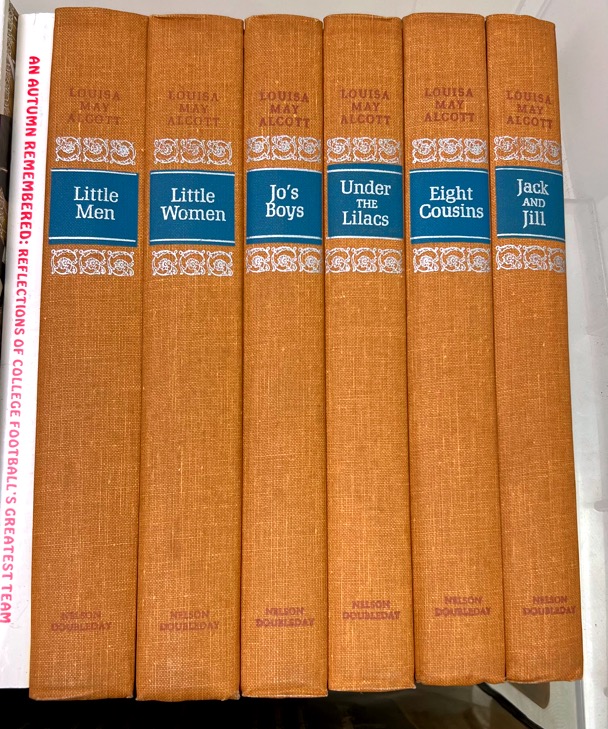 AN AUTUMN REMEMBERED: REFLECTIONS OF COLLEGE FOOTBALL'S GREATEST TEAM
LOUISA
MAY
ALCOTT
Little
Men
NELSON
DOUBLEDAY
LOUISA
MAY
ALCOTT
Little
Women
NELSON
DOUBLEDAY
LOUISA
MAY
ALCOTT
Jo's
Boys
NELSON
DOUBLEDAY
LOUISA
MAY
ALCOTT
Under
THE
Lilacs
NELSON
DOUBLEDAY
LOUISA
MAY
ALCOTT
Eight
Cousins
NELSON
DOUBLEDAY
LOUISA
MAY
ALCOTT
Jack
AND
Jill
NELSON
DOUBLEDAY